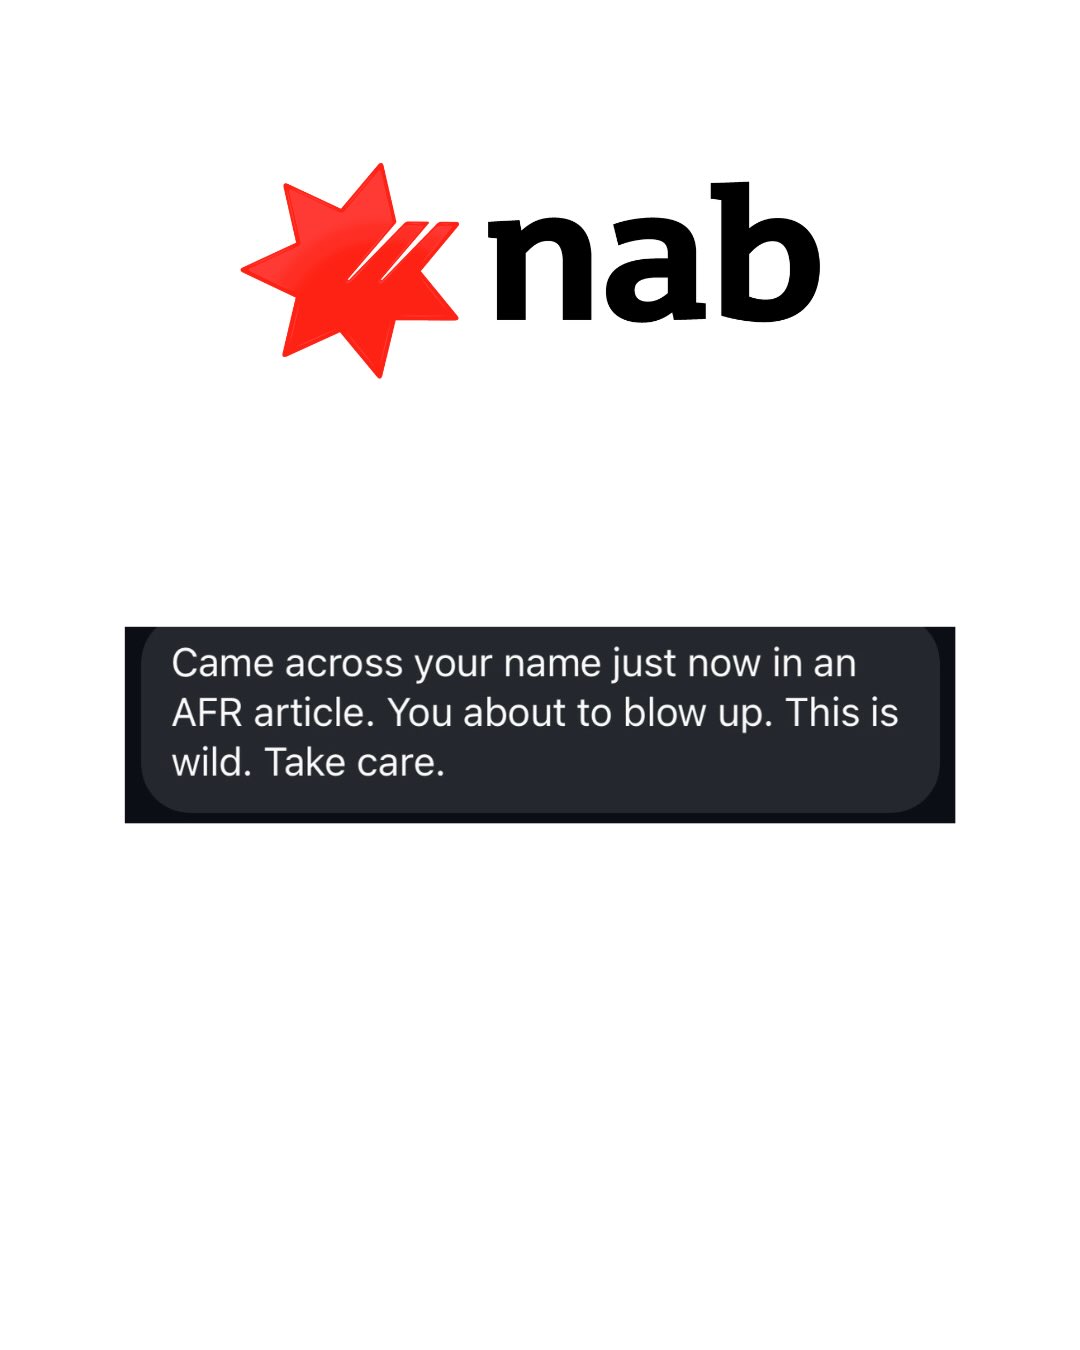 nab
Came across your name just now in an
AFR article. You about to blow up. This is
wild. Take care.